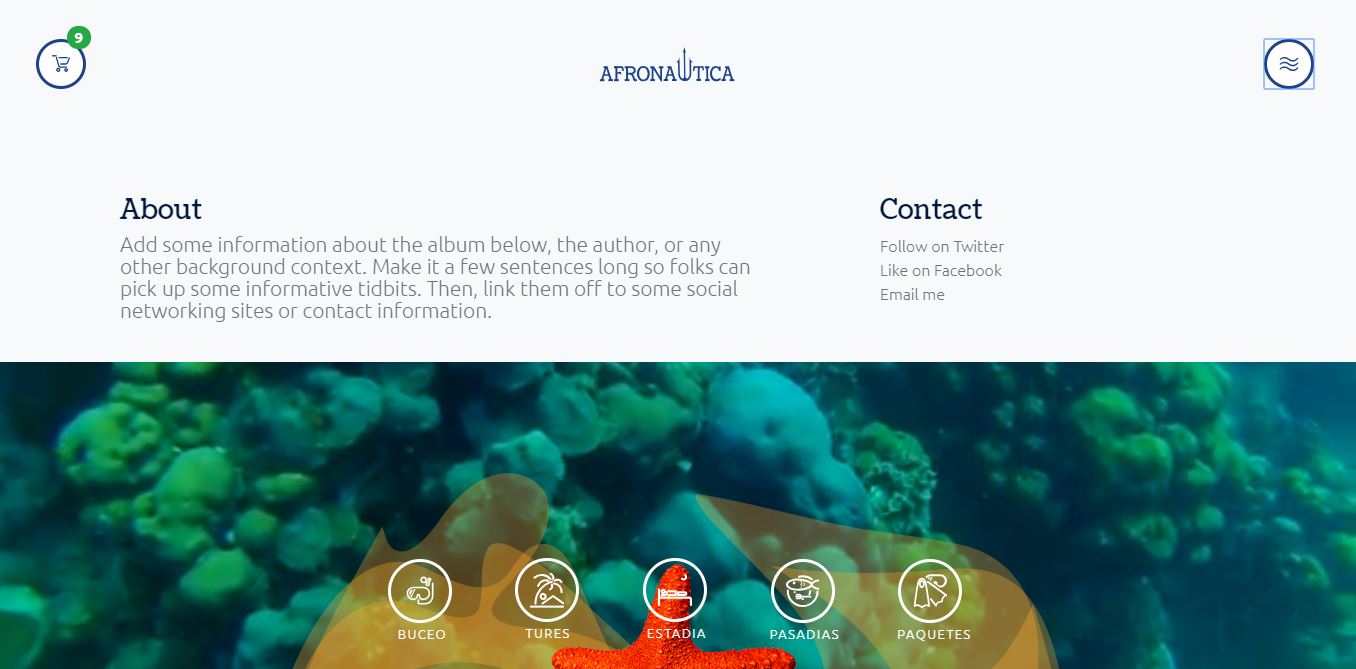 9
AFRONAUTICA
About
Contact
Add some information about the album below, the author, or any
other background context. Make it a few sentences long so folks can
pick up some informative tidbits. Then, link them off to some social
networking sites or contact information.
Follow on Twitter
Like on Facebook
Email me
BUCEO
TURES
ESTADIA
PASADIAS
PAQUETES